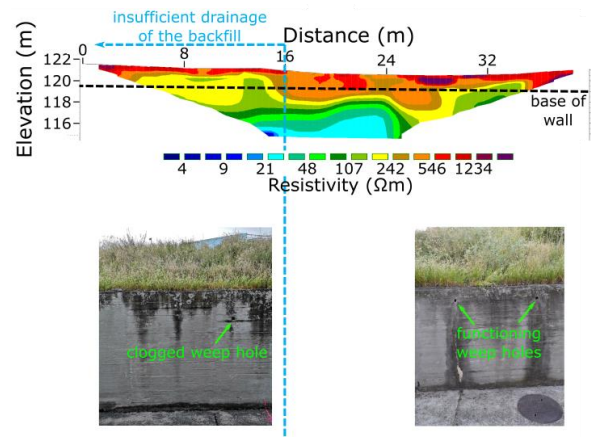 insufficient drainage
of the backfill
Distance (m)
0 8 16 24 32
Elevation (m)
122
120
118
116
base of
wall
4 9 21 48 107 242 546 1234
Resistivity (Ωm)
clogged weep hole
functioning
weep holes